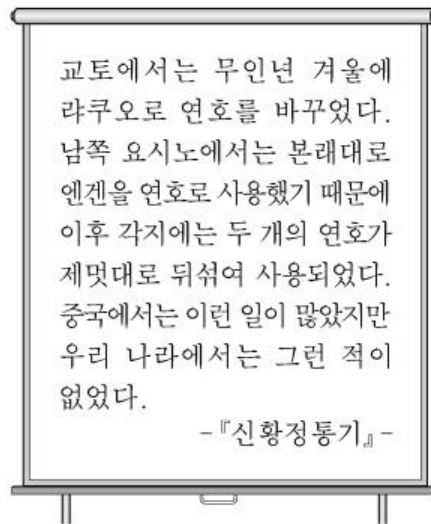 교토에서는 무인년 겨울에
랴쿠오로 연호를 바꾸었다.
남쪽 요시노에서는 본래대로
엔겐을 연호로 사용했기 때문에
이후 각지에는 두 개의 연호가
제멋대로 뒤섞여 사용되었다.
중국에서는 이런 일이 많았지만
우리 나라에서는 그런 적이
없었다.
-『신황정통기』-